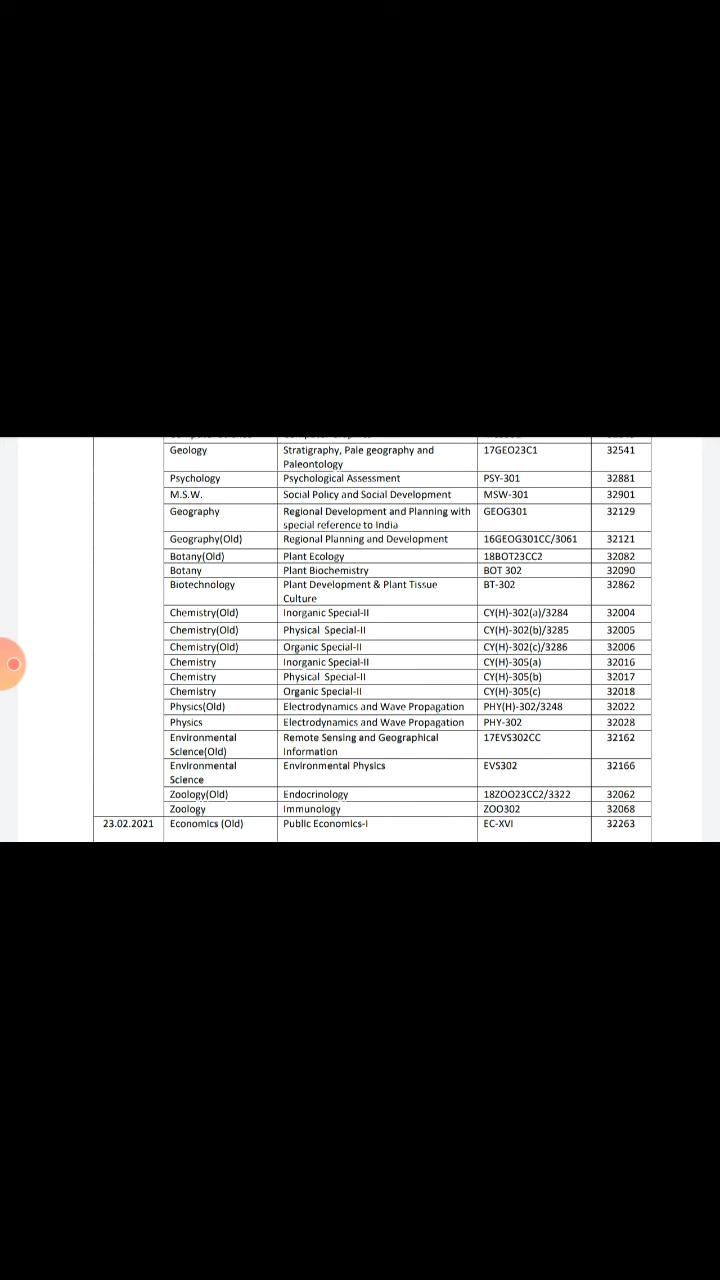 Geology Stratigraphy, Pale geography and 17GEO23C1 32541
Paleontology
Psychology Psychological Assessment PSY-301 32881
M.S.W. Social Policy and Social Development MSW-301 32901
Geography Regional Development and Planning with GEOG301 32129
special reference to India
Geography(Old) Regional Planning and Development 16GEOG301CC/3061 32121
Botany(Old) Plant Ecology 18BOT23CC2 32082
Botany Plant Biochemistry BOT 302 32090
Biotechnology Plant Development & Plant Tissue BT-302 32862
Culture
Chemistry(Old) Inorganic Special-II CY(H)-302(a)/3284 32004
Chemistry(Old) Physical Special-II CY(H)-302(b)/3285 32005
Chemistry(Old) Organic Special-II CY(H)-302(c)/3286 32006
Chemistry Inorganic Special-II CY(H)-305(a) 32016
Chemistry Physical Special-II CY(H)-305(b) 32017
Chemistry Organic Special-II CY(H)-305(c) 32018
Physics(Old) Electrodynamics and Wave Propagation PHY(H)-302/3248 32022
Physics Electrodynamics and Wave Propagation PHY-302 32028
Environmental Remote Sensing and Geographical 17EVS302CC 32162
Science(Old) Information
Environmental Environmental Physics EVS302 32166
Science
Zoology(Old) Endocrinology 18ZOO23CC2/3322 32062
Zoology Immunology ZOO302 32068
23.02.2021 Economics (Old) Public Economics-I EC-XVI 32263